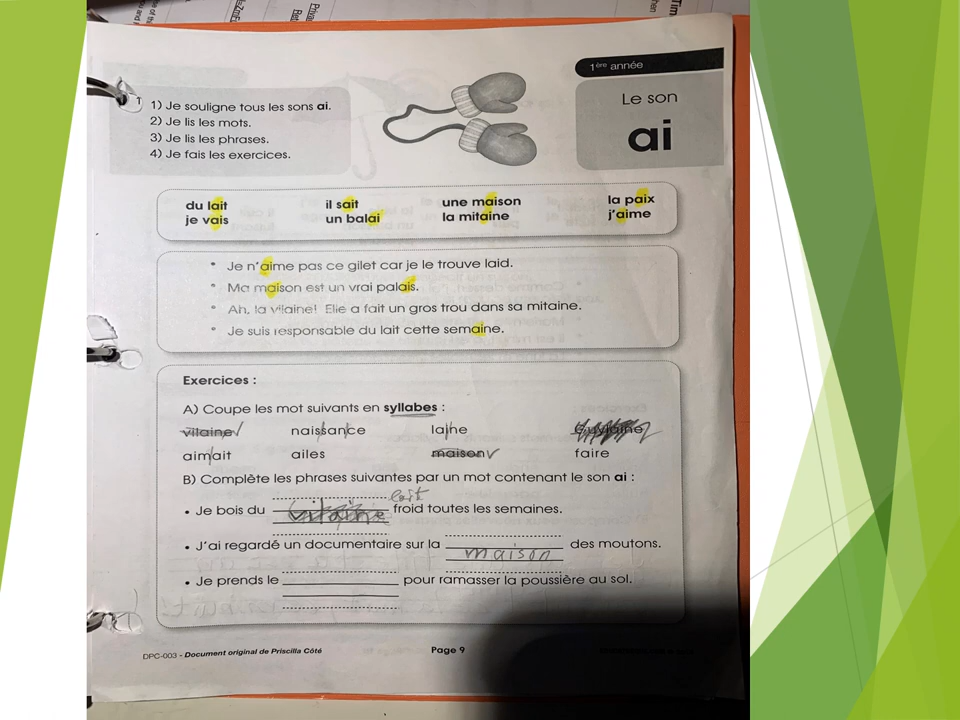 1ère année
Le son
ai
1) Je souligne tous les sons ai.
2) Je lis les mots.
3) Je lis les phrases.
4) Je fais les exercices.
du lait il sait une maison la paix
je vais un balai la mitaine j'aime
• Je n'aime pas ce gilet car je le trouve laid.
• Ma maison est un vrai palais.
• Ah, la vilaine! Elle a fait un gros trou dans sa mitaine.
• Je suis responsable du lait cette semaine.
Exercices :
A) Coupe les mot suivants en syllabes :
vilaine naissance laine
aimait ailes maison faire
B) Complète les phrases suivantes par un mot contenant le son ai :
lait
• Je bois du vilaine froid toutes les semaines.
• J'ai regardé un documentaire sur la maison des moutons.
• Je prends le pour ramasser la poussière au sol.
DPC-003 - Document original de Priscilla Côté Page 9